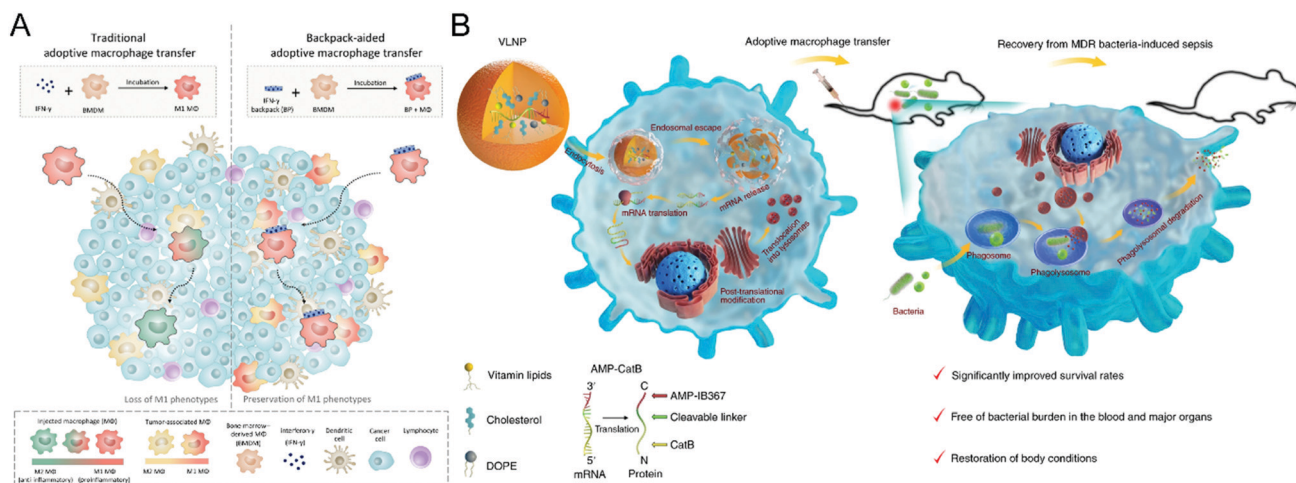 A
Traditional
adoptive macrophage transfer
IFN-γ
+
BMDM
Incubation
M1 MΦ
Backpack-aided
adoptive macrophage transfer
IFN-γ
backpack (BP)
+
BMDM
Incubation
BP + MΦ
Loss of M1 phenotypes
Preservation of M1 phenotypes
Injected macrophage (MΦ)
M2 MΦ
(anti inflammatory)
M1 MΦ
(proinflammatory)
Tumor-associated MΦ
M2 MΦ
M1 MΦ
Bone-marrow-
derived MΦ
(BMDM)
Interferon-γ
(IFN-γ)
Dendritic
cell
Cancer
cell
Lymphocyte
B
VLNP
Adoptive macrophage transfer
Recovery from MDR bacteria-induced sepsis
Endocytosis
Endosomal escape
mRNA release
mRNA translation
Translocation
into lysosomes
Post-translational
modification
Phagosome
Phagolysosome
Phagolysosomal degradation
Bacteria
Vitamin lipids
Cholesterol
DOPE
AMP-CatB
3′
C
Translation
5′
N
mRNA
Protein
AMP-IB367
Cleavable linker
CatB
✓ Significantly improved survival rates
✓ Free of bacterial burden in the blood and major organs
✓ Restoration of body conditions